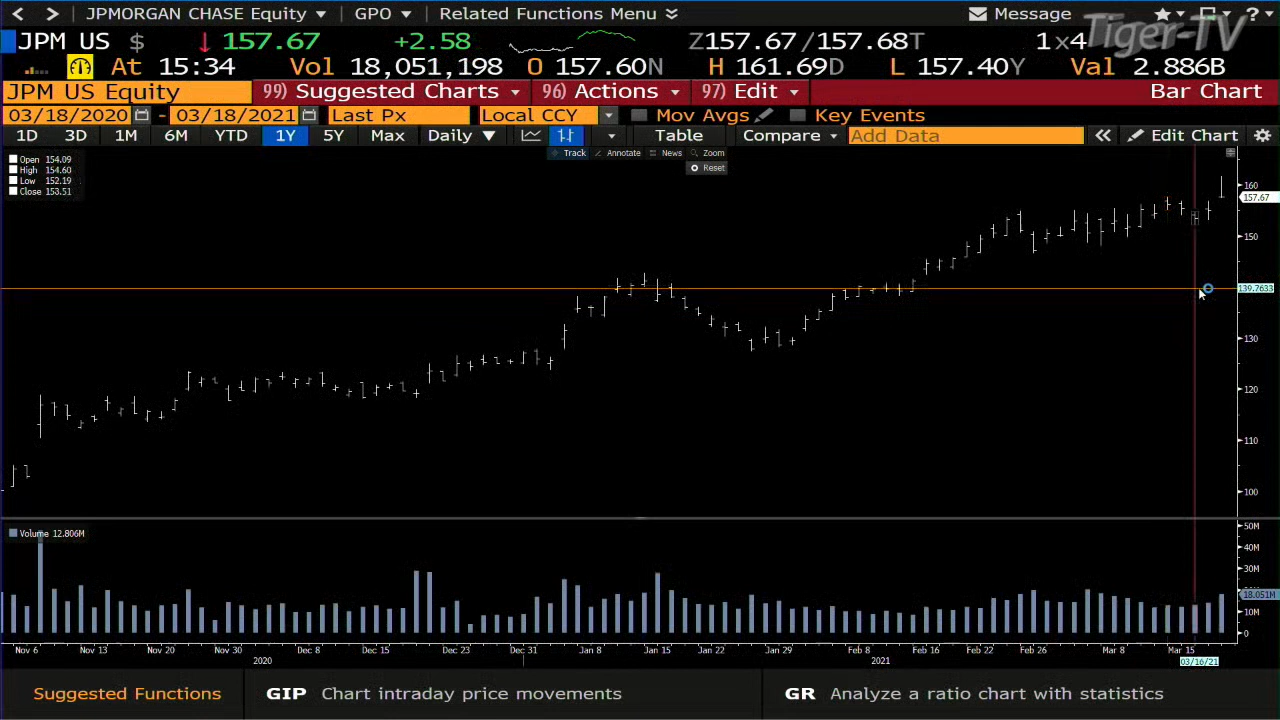 < > JPMORGAN CHASE Equity GPO Related Functions Menu Message ?
Tiger-TV
JPM US $ ↓ 157.67 +2.58 Z157.67/157.68T 1x4
At 15:34 Vol 18,051,198 O 157.60N H 161.69D L 157.40Y Val 2.886B
JPM US Equity 99) Suggested Charts 96) Actions 97) Edit Bar Chart
03/18/2020 - 03/18/2021 Last Px Local CCY Mov Avgs Key Events
1D 3D 1M 6M YTD 1Y 5Y Max Daily ▼ Table Compare Add Data « Edit Chart
Track Annotate News Zoom
Reset
Open 154.09
High 154.60
Low 152.19
Close 153.51
160
157.67
150
139.7633
130
120
110
100
Volume 12.806M
50M
40M
30M
18.051M
10M
0
Nov 6 Nov 13 Nov 20 Nov 30 Dec 8 Dec 15 Dec 23 Dec 31 Jan 8 Jan 15 Jan 22 Jan 29 Feb 8 Feb 16 Feb 22 Feb 26 Mar 8 Mar 15
2020 2021 03/16/21
Suggested Functions GIP Chart intraday price movements GR Analyze a ratio chart with statistics